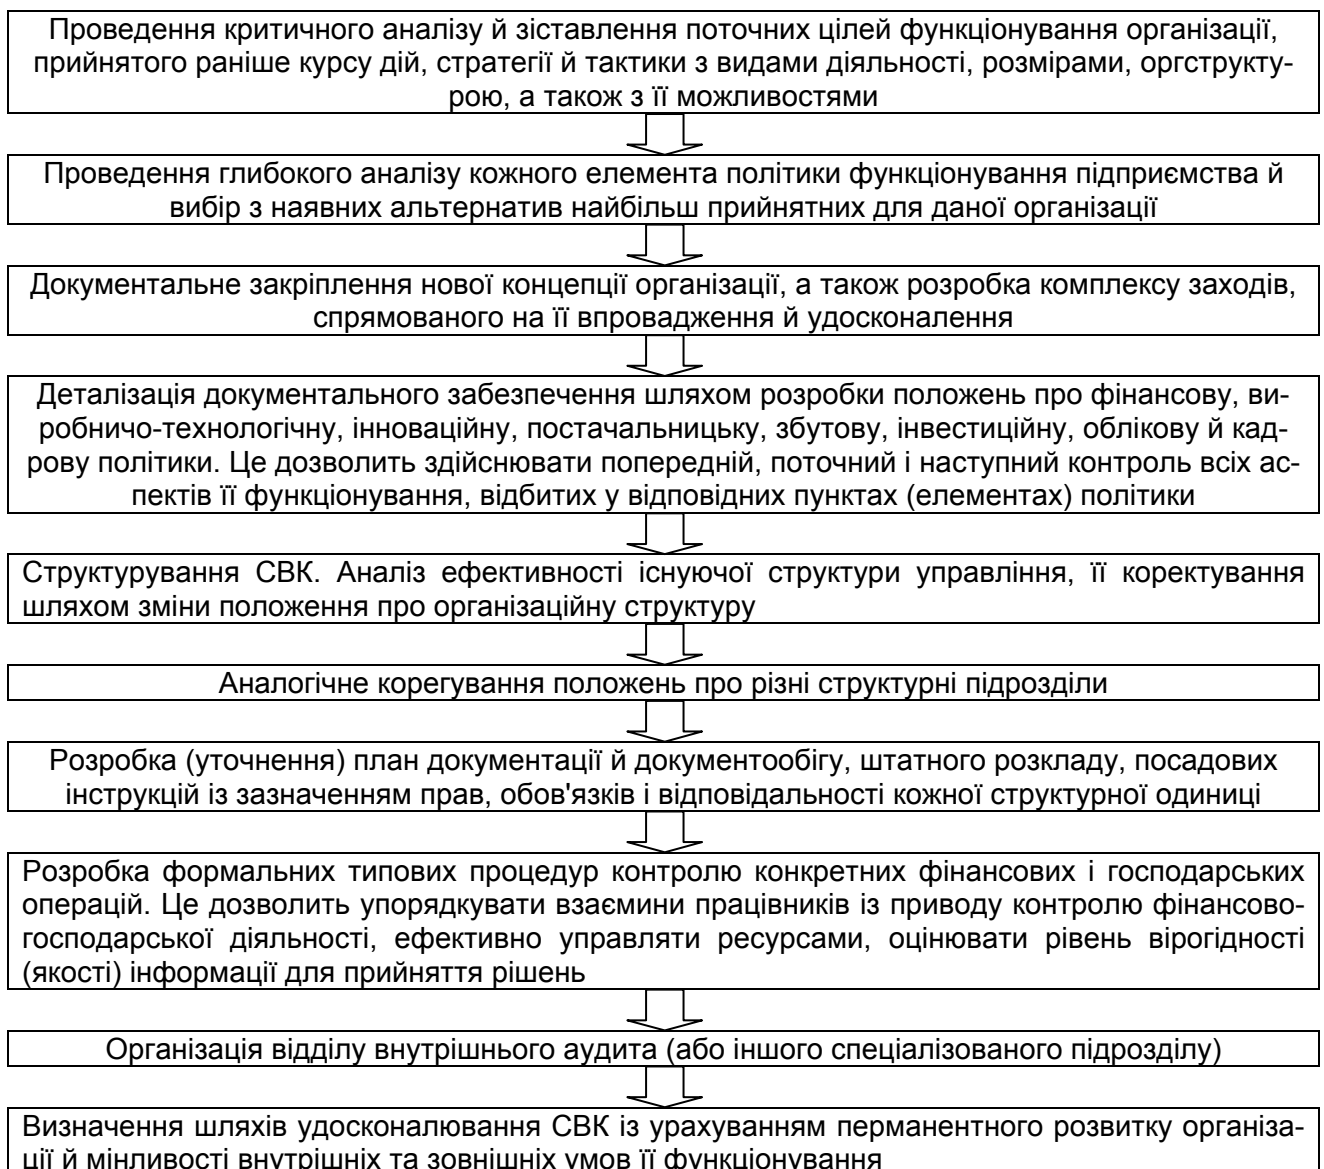 Проведення критичного аналізу й зіставлення поточних цілей функціонування організації,
прийнятого раніше курсу дій, стратегії й тактики з видами діяльності, розмірами, оргструкту-
рою, а також з її можливостями
Проведення глибокого аналізу кожного елемента політики функціонування підприємства й
вибір з наявних альтернатив найбільш прийнятних для даної організації
Документальне закріплення нової концепції організації, а також розробка комплексу заходів,
спрямованого на її впровадження й удосконалення
Деталізація документального забезпечення шляхом розробки положень про фінансову, ви-
робничо-технологічну, інноваційну, постачальницьку, збутову, інвестиційну, облікову й кад-
рову політики. Це дозволить здійснювати попередній, поточний і наступний контроль всіх ас-
пектів її функціонування, відбитих у відповідних пунктах (елементах) політики
Структурування СВК. Аналіз ефективності існуючої структури управління, її коректування
шляхом зміни положення про організаційну структуру
Аналогічне корегування положень про різні структурні підрозділи
Розробка (уточнення) план документації й документообігу, штатного розкладу, посадових
інструкцій із зазначенням прав, обов'язків і відповідальності кожної структурної одиниці
Розробка формальних типових процедур контролю конкретних фінансових і господарських
операцій. Це дозволить упорядкувати взаємини працівників із приводу контролю фінансово-
господарської діяльності, ефективно управляти ресурсами, оцінювати рівень вірогідності
(якості) інформації для прийняття рішень
Організація відділу внутрішнього аудита (або іншого спеціалізованого підрозділу)
Визначення шляхів удосконалювання СВК із урахуванням перманентного розвитку організа-
ції й мінливості внутрішніх та зовнішніх умов її функціонування